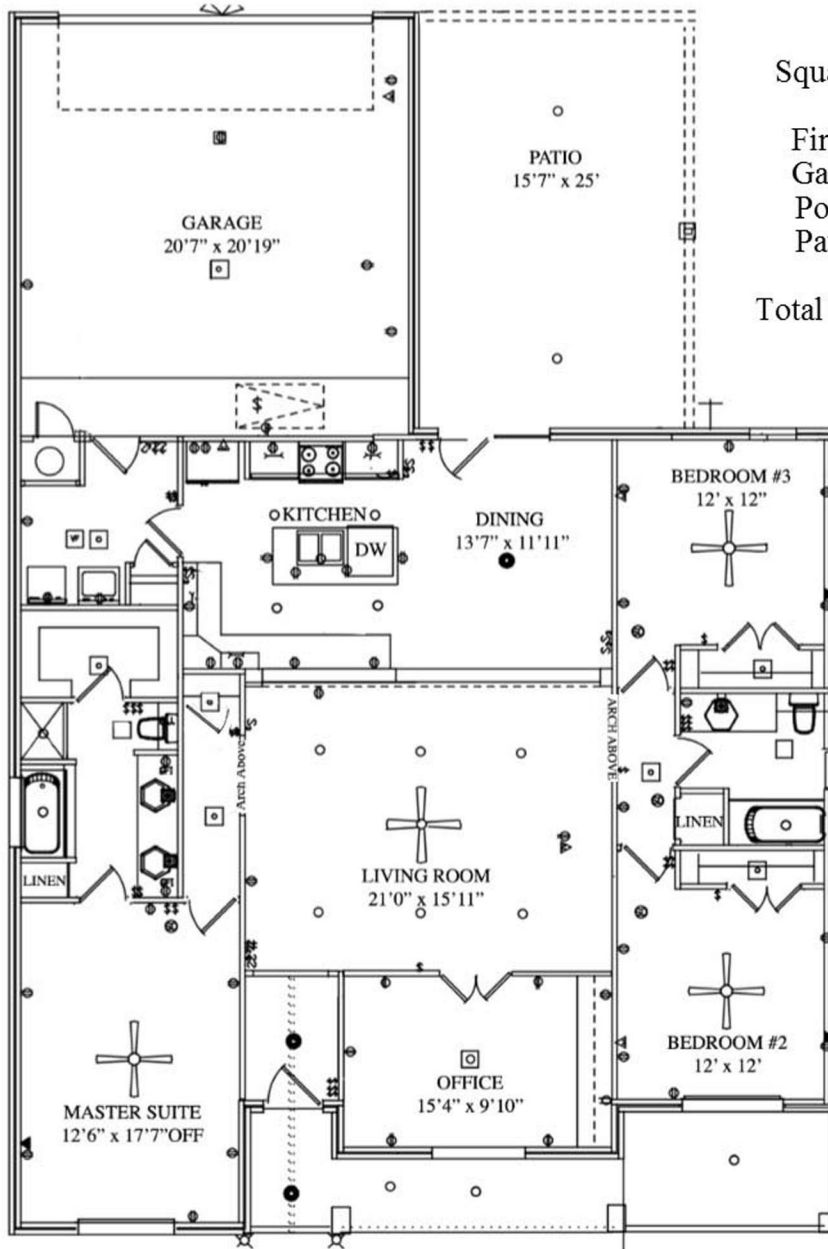 Squa
Fir
Ga
Po
Pa
Total
PATIO
15'7" x 25'
GARAGE
20'7" x 20'19"
KITCHEN
DW
DINING
13'7" x 11'11"
BEDROOM #3
12' x 12"
VF
ARCH ABOVE
Arch Above
LINEN
LINEN
LIVING ROOM
21'0" x 15'11"
BEDROOM #2
12' x 12'
OFFICE
15'4" x 9'10"
MASTER SUITE
12'6" x 17'7"OFF